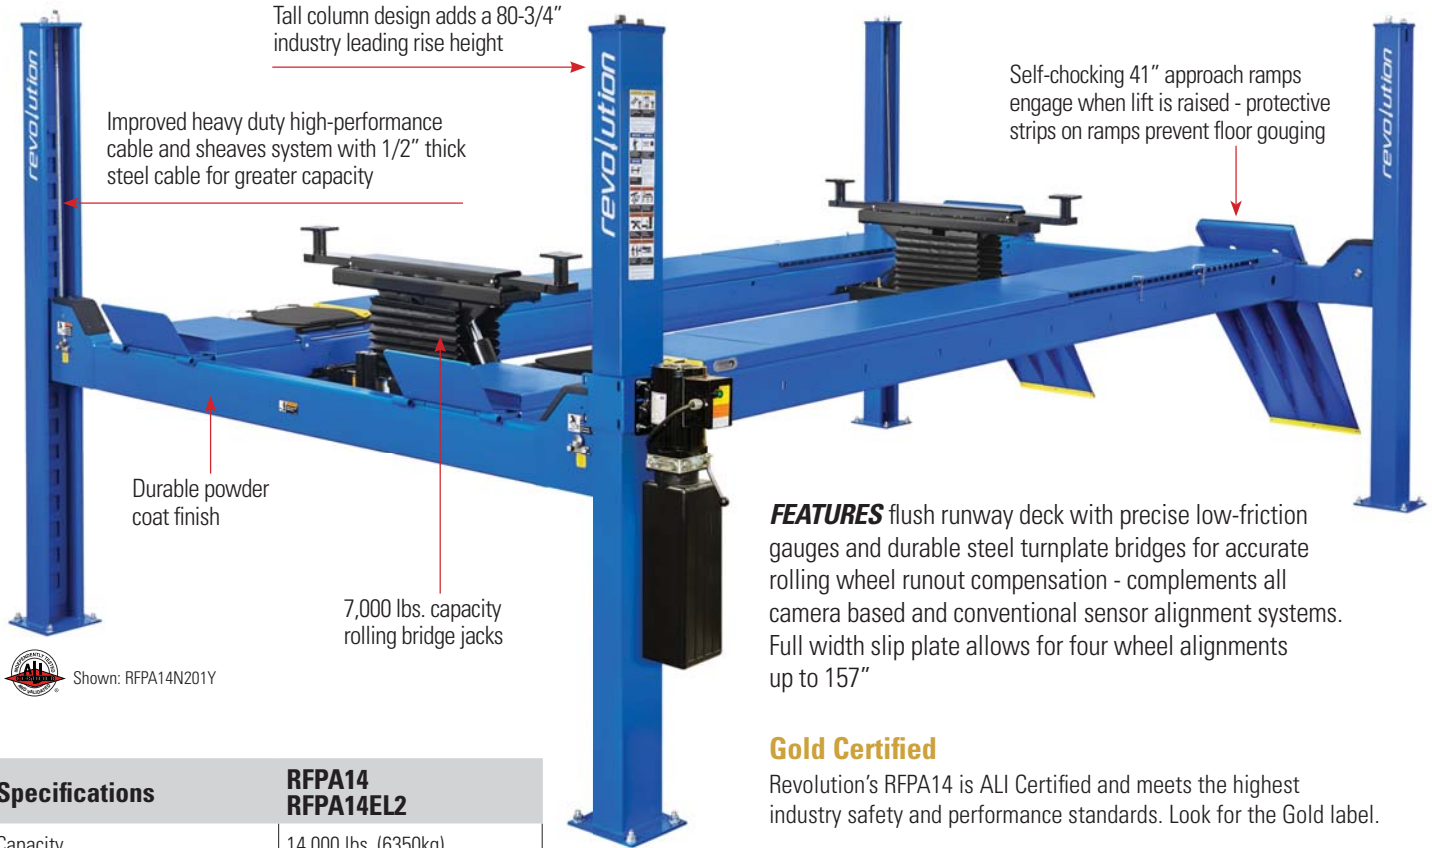 Tall column design adds a 80-3/4"
industry leading rise height
Improved heavy duty high-performance
cable and sheaves system with 1/2" thick
steel cable for greater capacity
Self-chocking 41" approach ramps
engage when lift is raised - protective
strips on ramps prevent floor gouging
revolution
revolution
revolution
Durable powder
coat finish
7,000 lbs. capacity
rolling bridge jacks
FEATURES flush runway deck with precise low-friction
gauges and durable steel turnplate bridges for accurate
rolling wheel runout compensation - complements all
camera based and conventional sensor alignment systems.
Full width slip plate allows for four wheel alignments
up to 157"
INDEPENDENTLY TESTED
ALI
CERTIFIED
AND VALIDATED
Shown: RFPA14N201Y
Gold Certified
Revolution's RFPA14 is ALI Certified and meets the highest
industry safety and performance standards. Look for the Gold label.
Specifications
RFPA14
RFPA14EL2
Capacity
14,000 lbs. (6350kg)